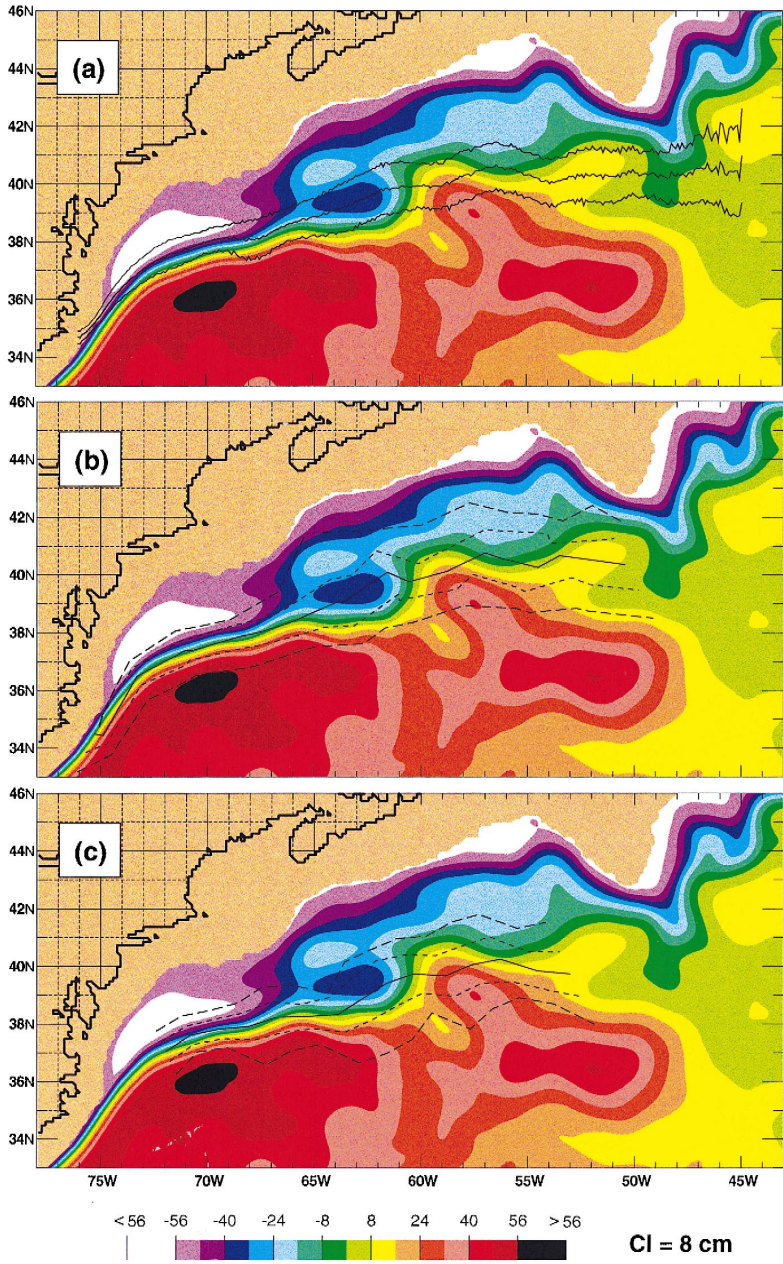 46N
(a)
44N
42N
40N
38N
36N
34N
46N
(b)
44N
42N
40N
38N
36N
34N
46N
(c)
44N
42N
40N
38N
36N
34N
75W 70W 65W 60W 55W 50W 45W
< 56 -56 -40 -24 -8 8 24 40 56 > 56
CI = 8 cm